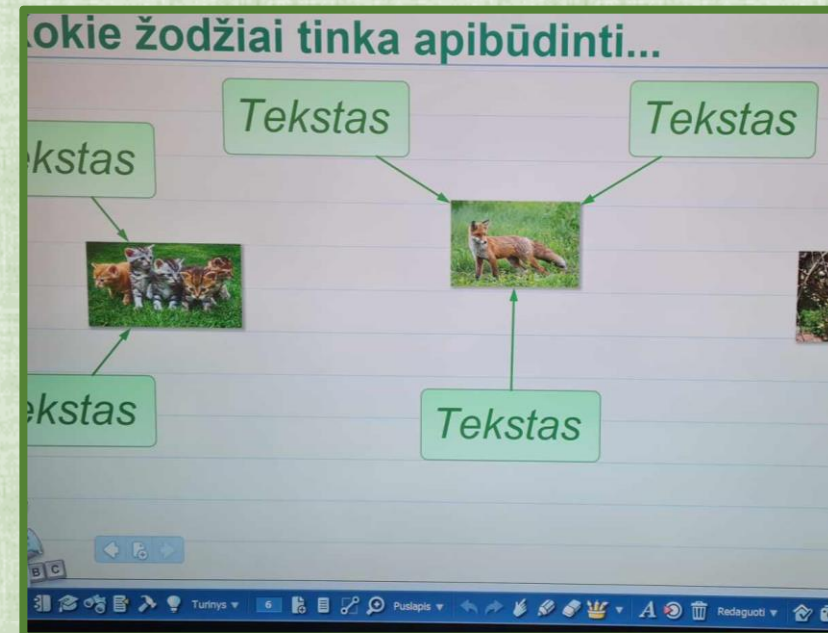 okie žodžiai tinka apibūdinti...
Tekstas
Tekstas
kstas
kstas
Tekstas
B C
Turinys
6
Puslapis
A
Redaguoti